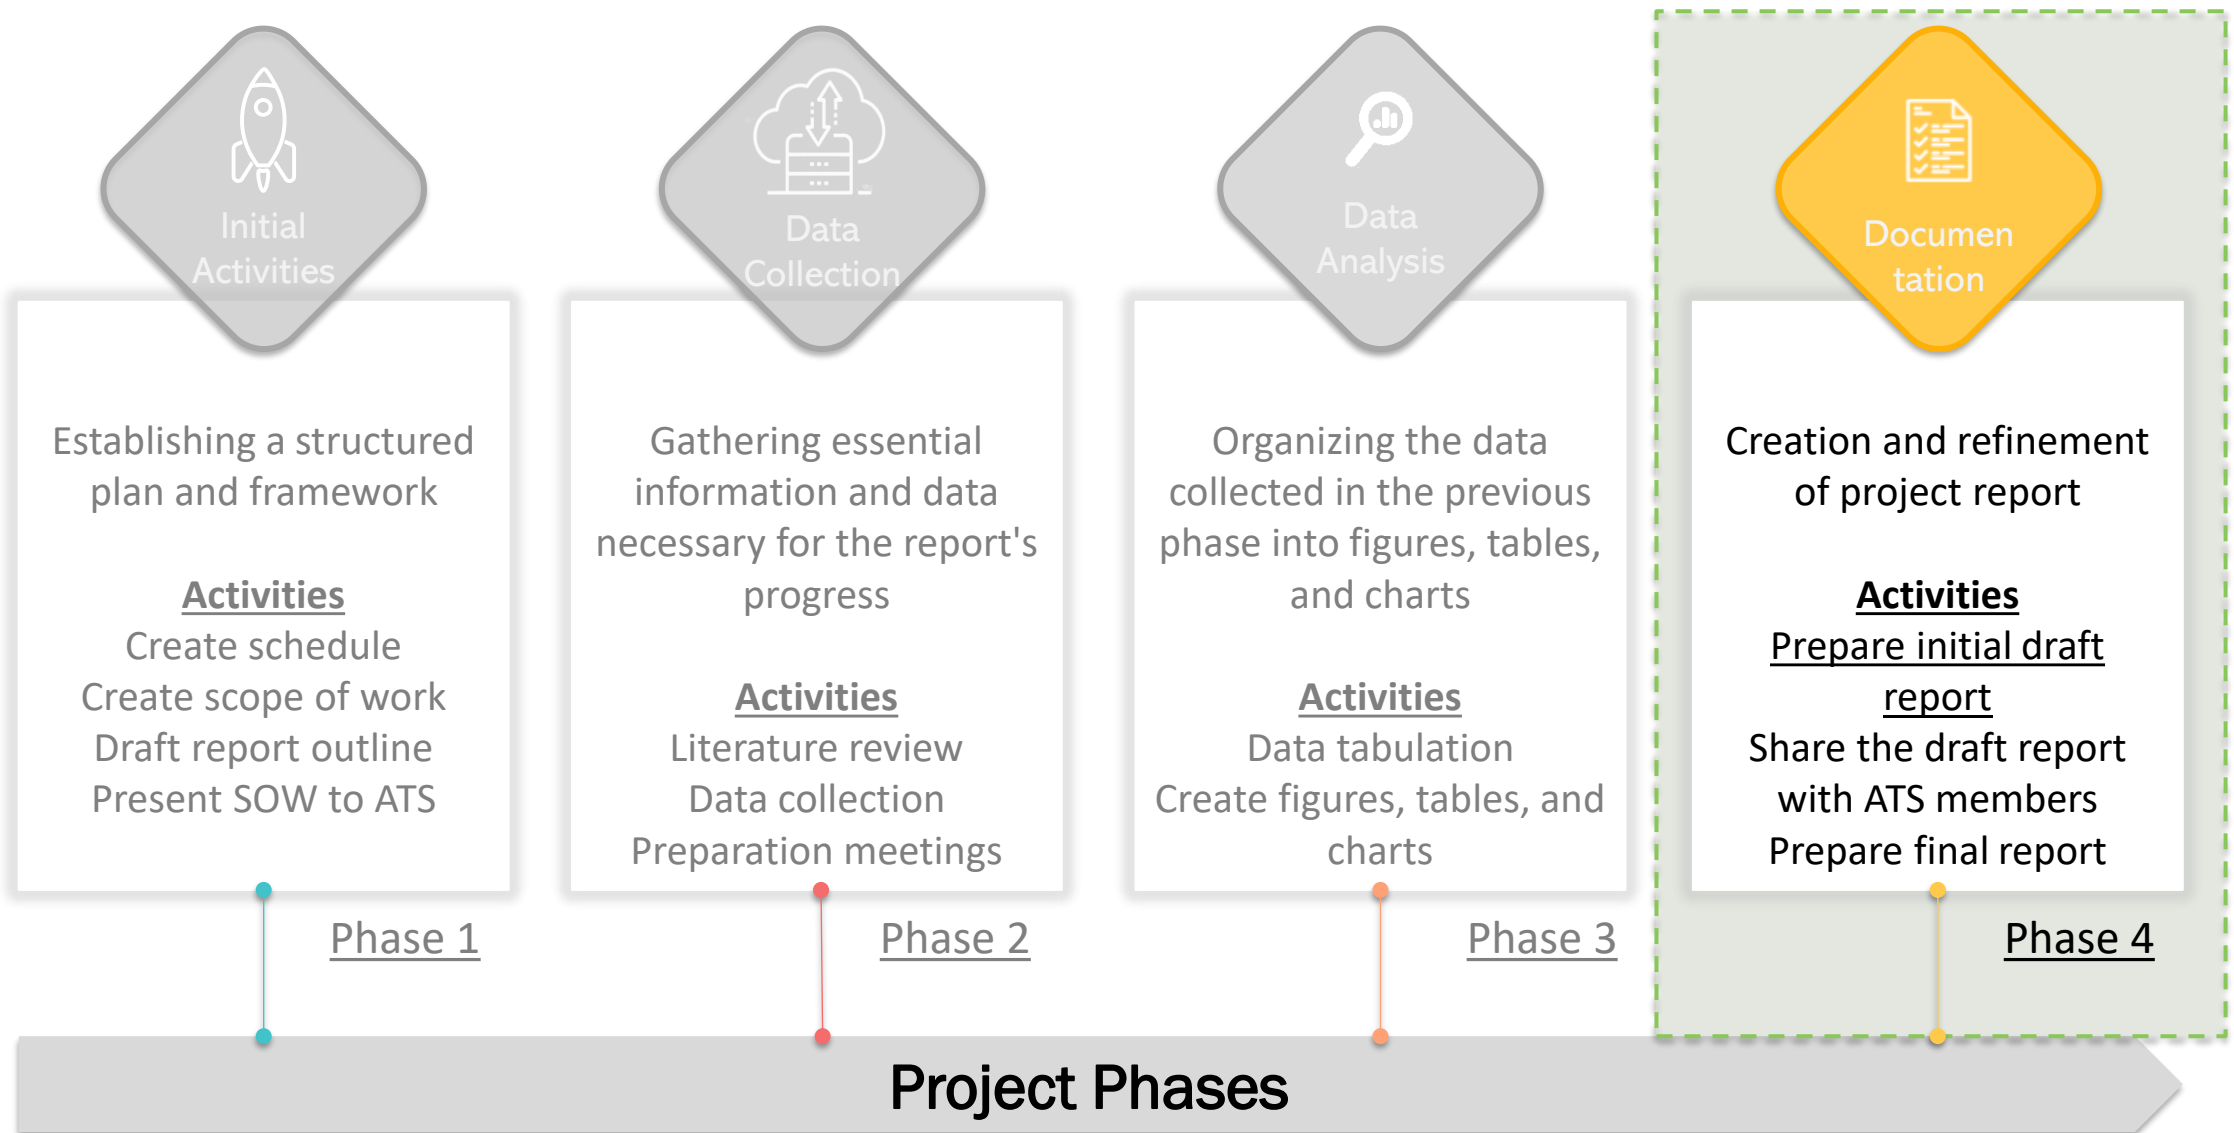 Initial
Activities
Establishing a structured
plan and framework
Activities
Create schedule
Create scope of work
Draft report outline
Present SOW to ATS
Phase 1
Data
Collection
Gathering essential
information and data
necessary for the report's
progress
Activities
Literature review
Data collection
Preparation meetings
Phase 2
Data
Analysis
Organizing the data
collected in the previous
phase into figures, tables,
and charts
Activities
Data tabulation
Create figures, tables, and
charts
Phase 3
Documen
tation
Creation and refinement
of project report
Activities
Prepare initial draft
report
Share the draft report
with ATS members
Prepare final report
Phase 4
Project Phases